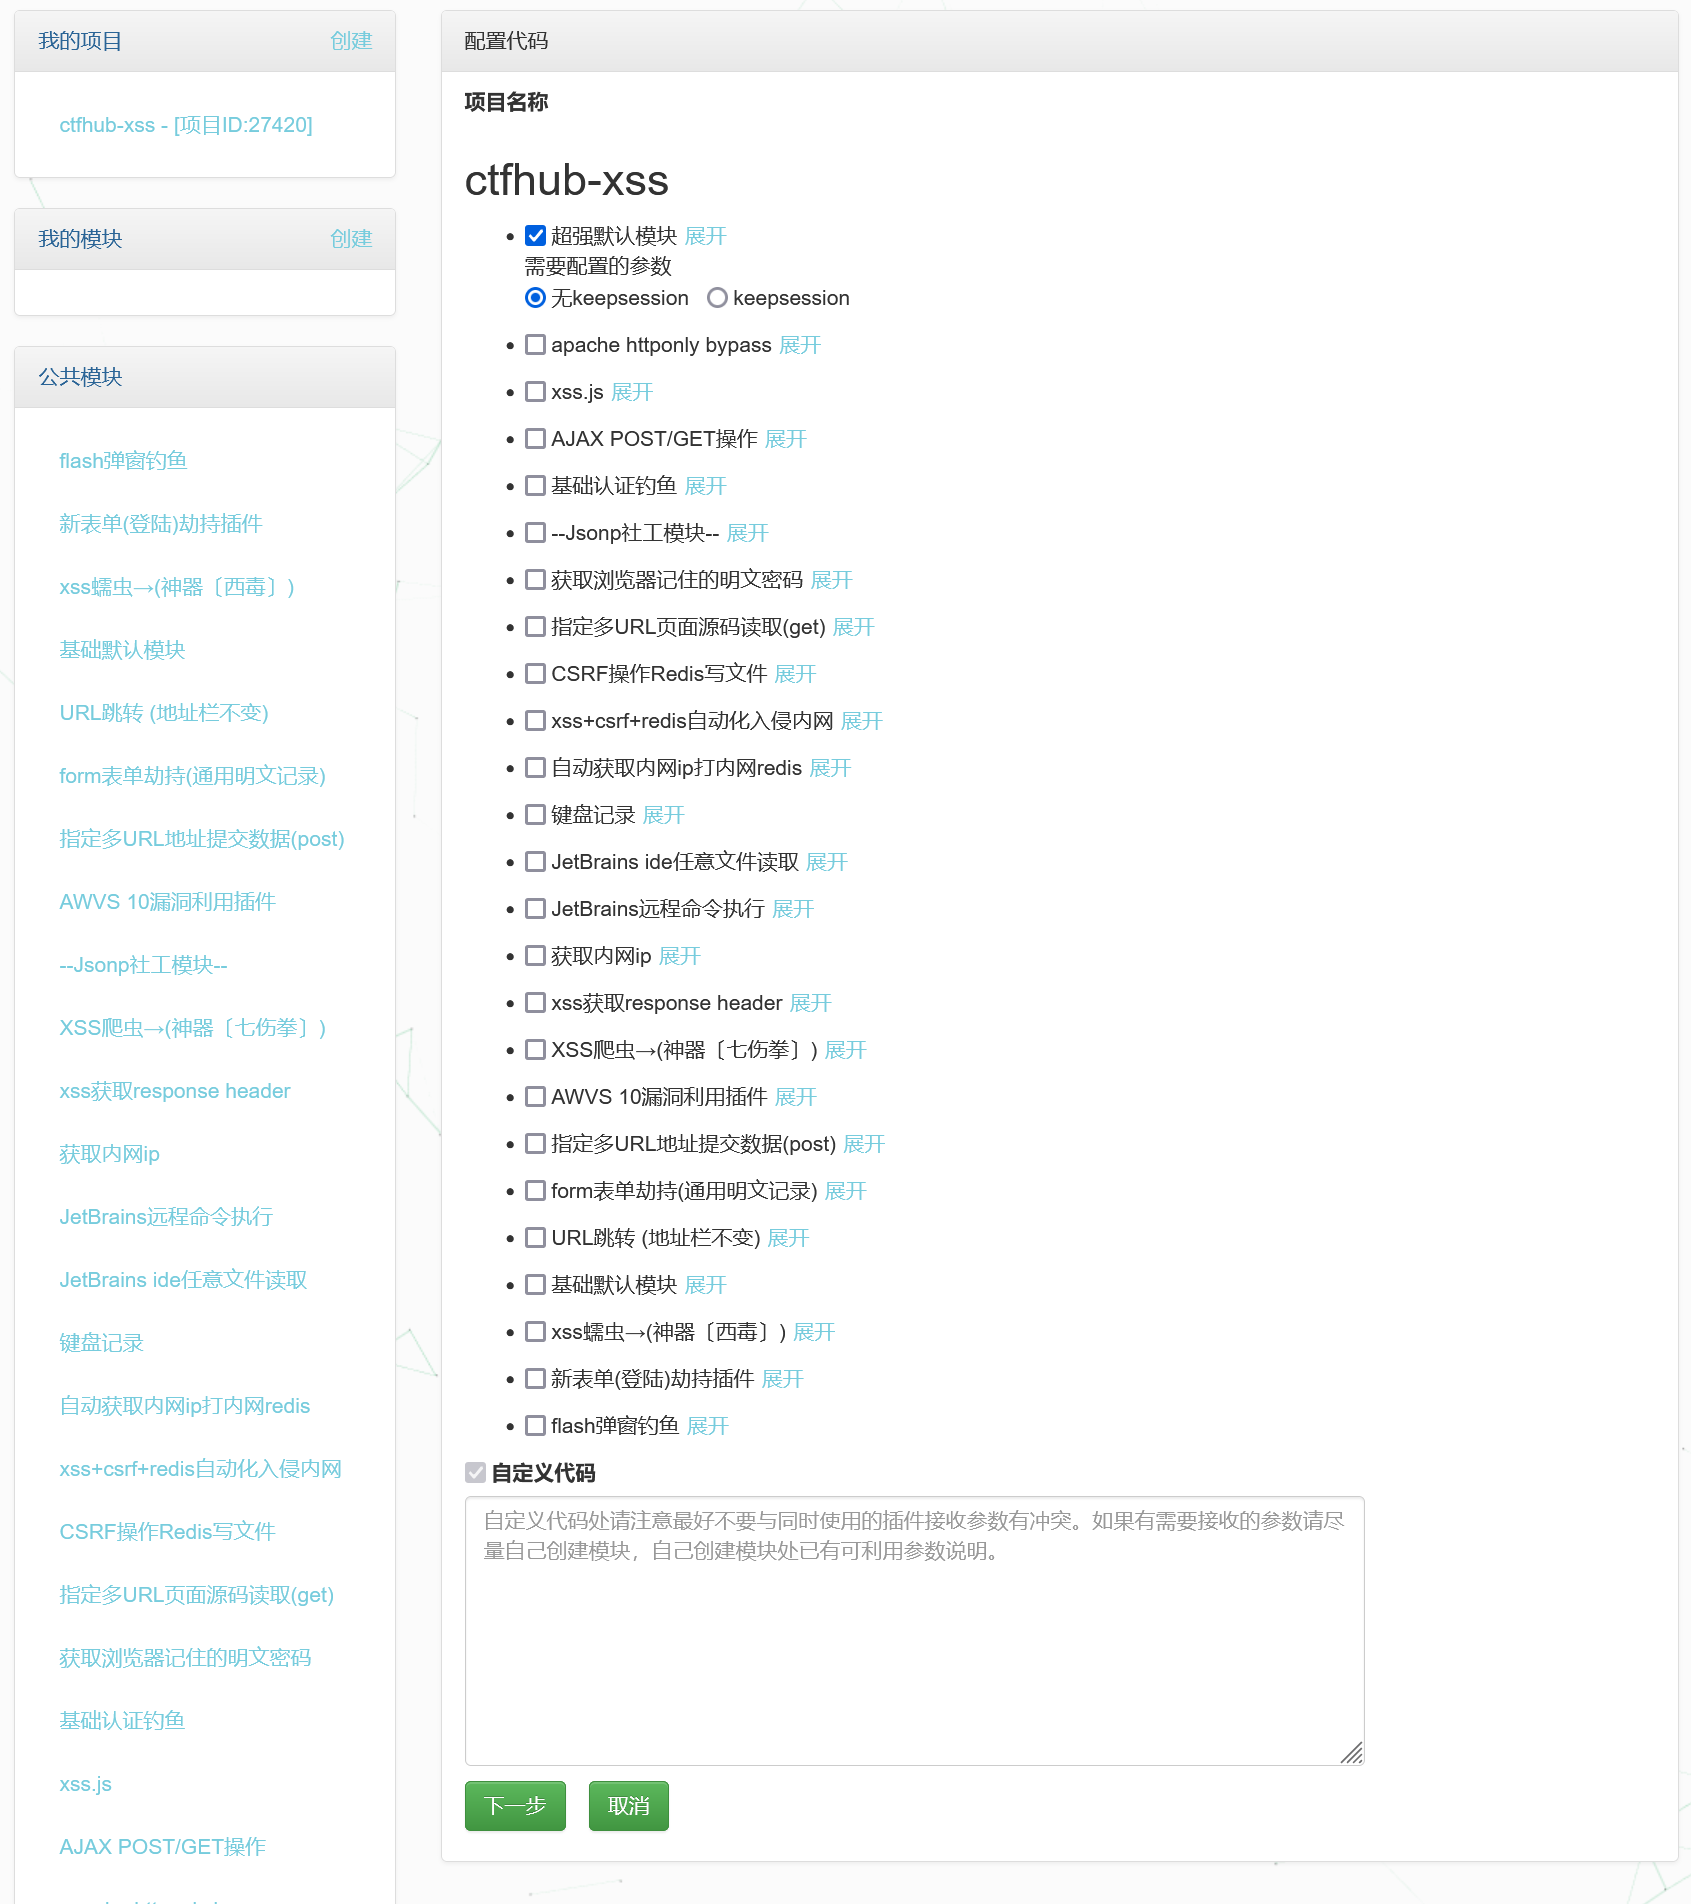 我的项目 创建
ctfhub-xss - [项目ID:27420]
我的模块 创建
公共模块
flash弹窗钓鱼
新表单(登陆)劫持插件
xss蠕虫→(神器〔西毒〕)
基础默认模块
URL跳转 (地址栏不变)
form表单劫持(通用明文记录)
指定多URL地址提交数据(post)
AWVS 10漏洞利用插件
--Jsonp社工模块--
XSS爬虫→(神器〔七伤拳〕)
xss获取response header
获取内网ip
JetBrains远程命令执行
JetBrains ide任意文件读取
键盘记录
自动获取内网ip打内网redis
xss+csrf+redis自动化入侵内网
CSRF操作Redis写文件
指定多URL页面源码读取(get)
获取浏览器记住的明文密码
基础认证钓鱼
xss.js
AJAX POST/GET操作
配置代码
项目名称
ctfhub-xss
超强默认模块 展开
需要配置的参数
无keepsession keepsession
apache httponly bypass 展开
xss.js 展开
AJAX POST/GET操作 展开
基础认证钓鱼 展开
--Jsonp社工模块-- 展开
获取浏览器记住的明文密码 展开
指定多URL页面源码读取(get) 展开
CSRF操作Redis写文件 展开
xss+csrf+redis自动化入侵内网 展开
自动获取内网ip打内网redis 展开
键盘记录 展开
JetBrains ide任意文件读取 展开
JetBrains远程命令执行 展开
获取内网ip 展开
xss获取response header 展开
XSS爬虫→(神器〔七伤拳〕) 展开
AWVS 10漏洞利用插件 展开
指定多URL地址提交数据(post) 展开
form表单劫持(通用明文记录) 展开
URL跳转 (地址栏不变) 展开
基础默认模块 展开
xss蠕虫→(神器〔西毒〕) 展开
新表单(登陆)劫持插件 展开
flash弹窗钓鱼 展开
自定义代码
自定义代码处请注意最好不要与同时使用的插件接收参数有冲突。如果有需要接收的参数请尽
量自己创建模块，自己创建模块处已有可利用参数说明。
下一步 取消